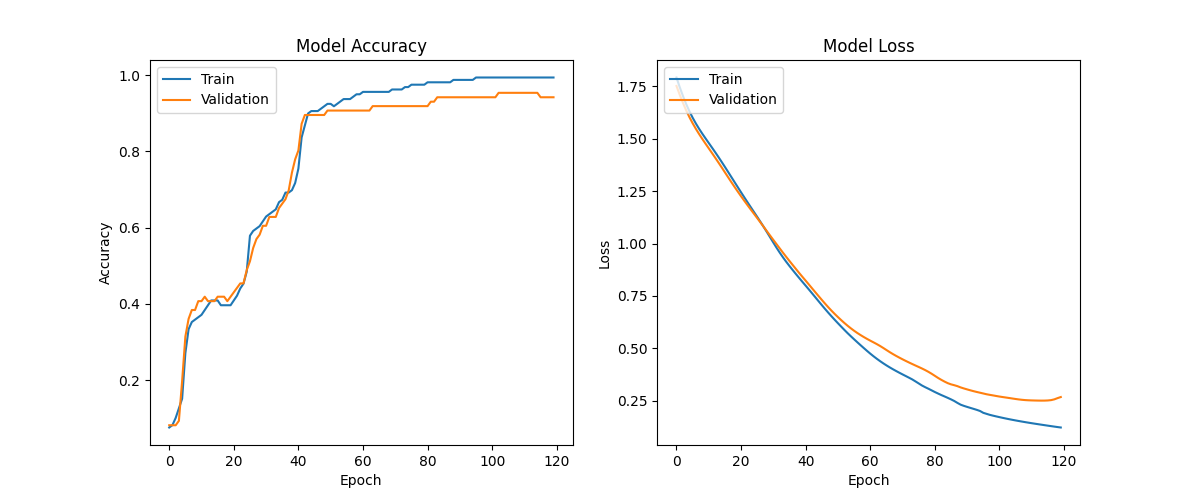 Model Accuracy
Train
Validation
1.0
0.8
0.6
0.4
0.2
Accuracy
0 20 40 60 80 100 120
Epoch
Model Loss
Train
Validation
1.75
1.50
1.25
1.00
0.75
0.50
0.25
Loss
0 20 40 60 80 100 120
Epoch